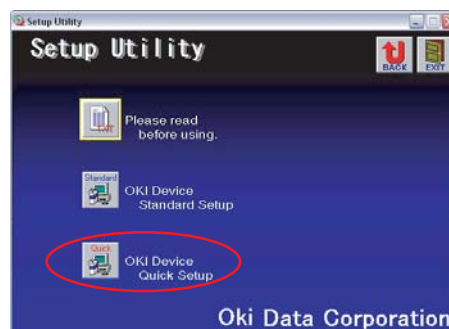 Setup Utility
Setup Utility
BACK
EXIT
TXT
Please read
before using.
Standard
OKI Device
Standard Setup
Quick
OKI Device
Quick Setup
Oki Data Corporation